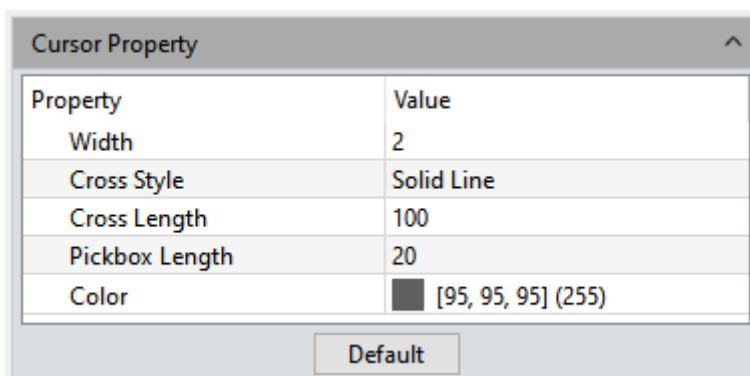 Cursor Property
Property Value
Width 2
Cross Style Solid Line
Cross Length 100
Pickbox Length 20
Color [95, 95, 95] (255)
Default